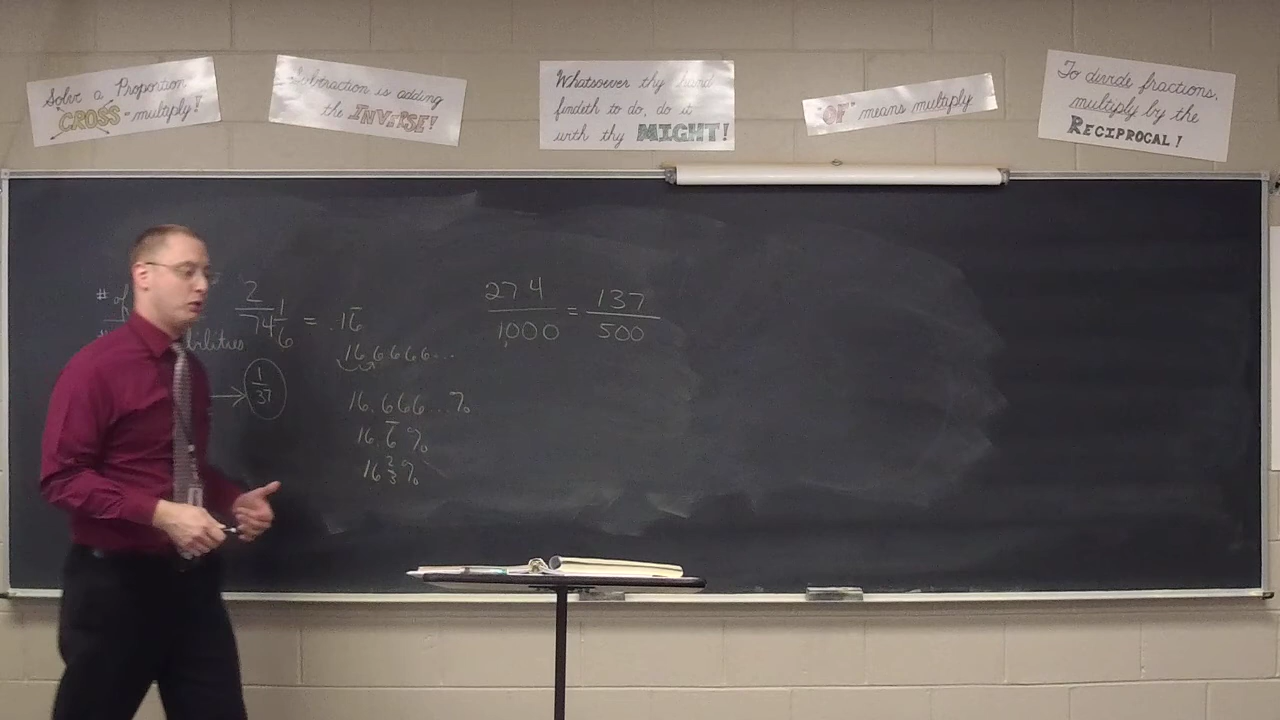 Solve a Proportion
CROSS-multiply!
Subtraction is adding
the INVERSE!
Whatsoever thy hand
findeth to do, do it
with thy MIGHT!
"OF" means multiply
To divide fractions,
multiply by the
RECIPROCAL!
# of
bilities
2/74
→ 1/37
1/6 = .16̅
.166666...
16.666...%
16.6̅%
16 2/3%
274/1000 = 137/500